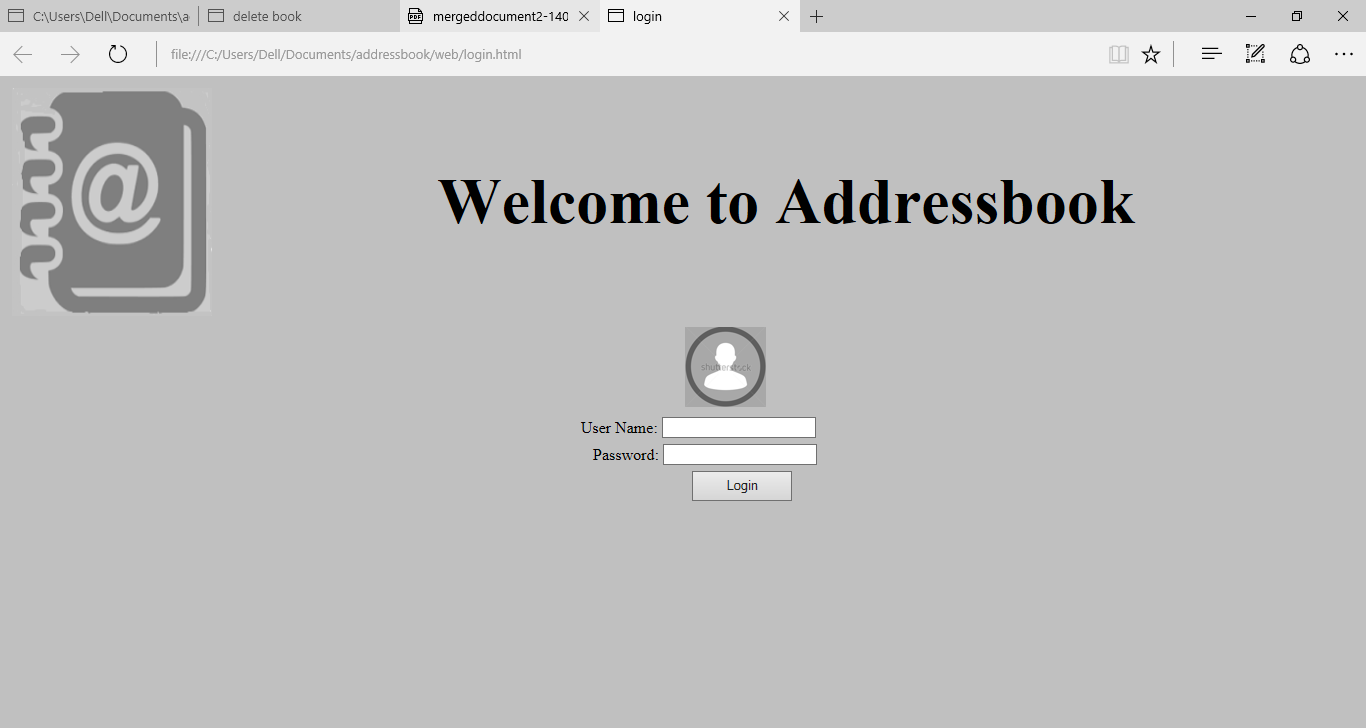 C:\Users\Dell\Documents\a
delete book
mergeddocument2-140
login
file:///C:/Users/Dell/Documents/addressbook/web/login.html
@
Welcome to Addressbook
shutterstock
User Name:
Password:
Login